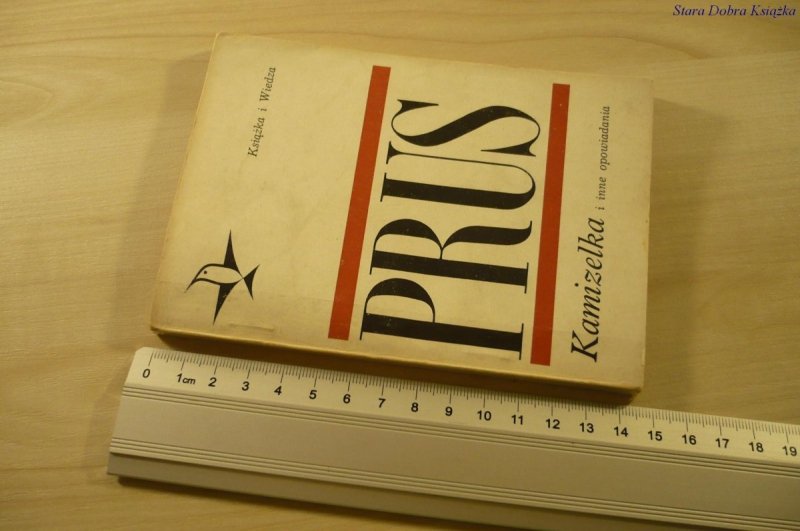 Stara Dobra Książka
Kamizelka
i inne opowiadania
PRUS
Książka i Wiedza
0 1cm 2 3 4 5 6 7 8 9 10 11 12 13 14 15 16 17 18 19